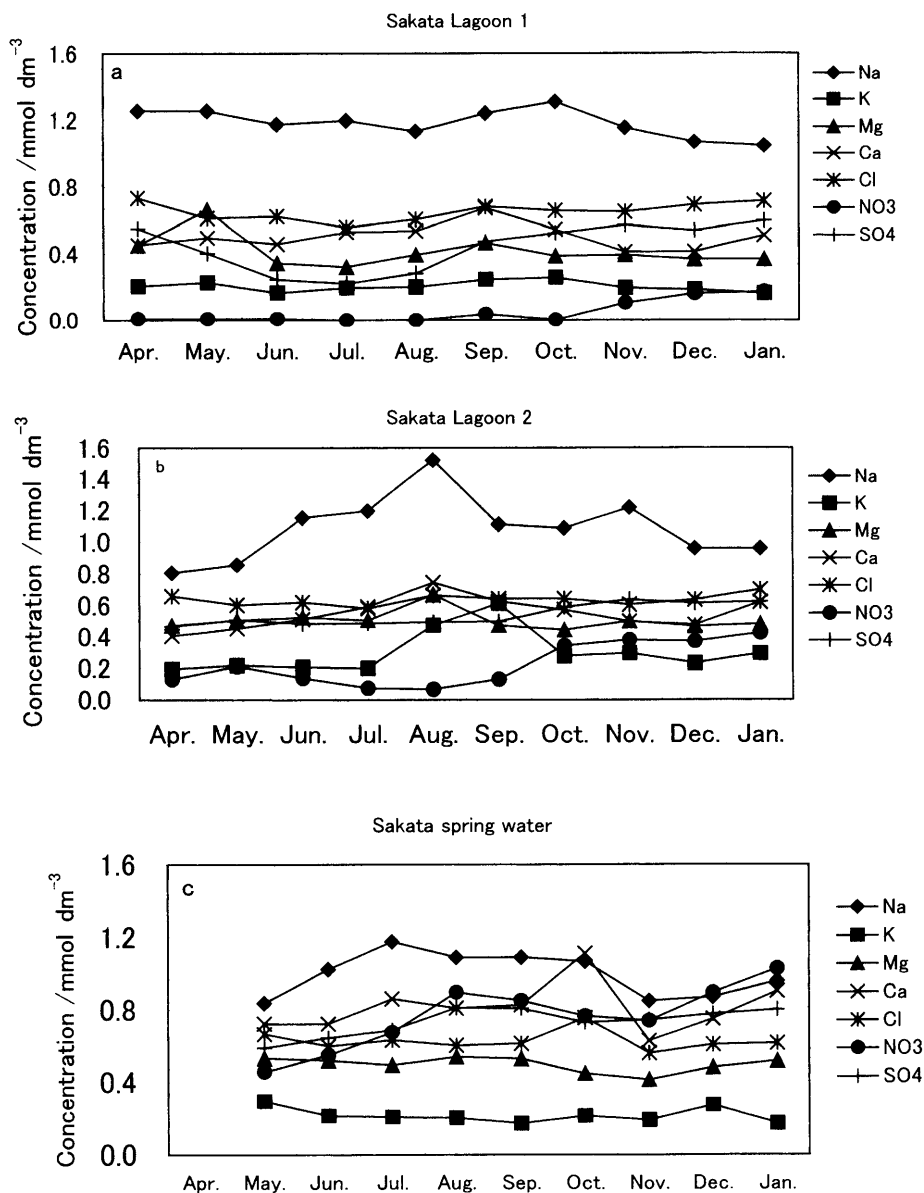 Sakata Lagoon 1
a
Concentration /mmol dm⁻³
1.6
1.2
0.8
0.4
0.0
Apr. May. Jun. Jul. Aug. Sep. Oct. Nov. Dec. Jan.
Na
K
Mg
Ca
Cl
NO3
SO4
Sakata Lagoon 2
b
Concentration /mmol dm⁻³
1.6
1.4
1.2
1.0
0.8
0.6
0.4
0.2
0.0
Apr. May. Jun. Jul. Aug. Sep. Oct. Nov. Dec. Jan.
Na
K
Mg
Ca
Cl
NO3
SO4
Sakata spring water
c
Concentration /mmol dm⁻³
1.6
1.2
0.8
0.4
0.0
Apr. May. Jun. Jul. Aug. Sep. Oct. Nov. Dec. Jan.
Na
K
Mg
Ca
Cl
NO3
SO4